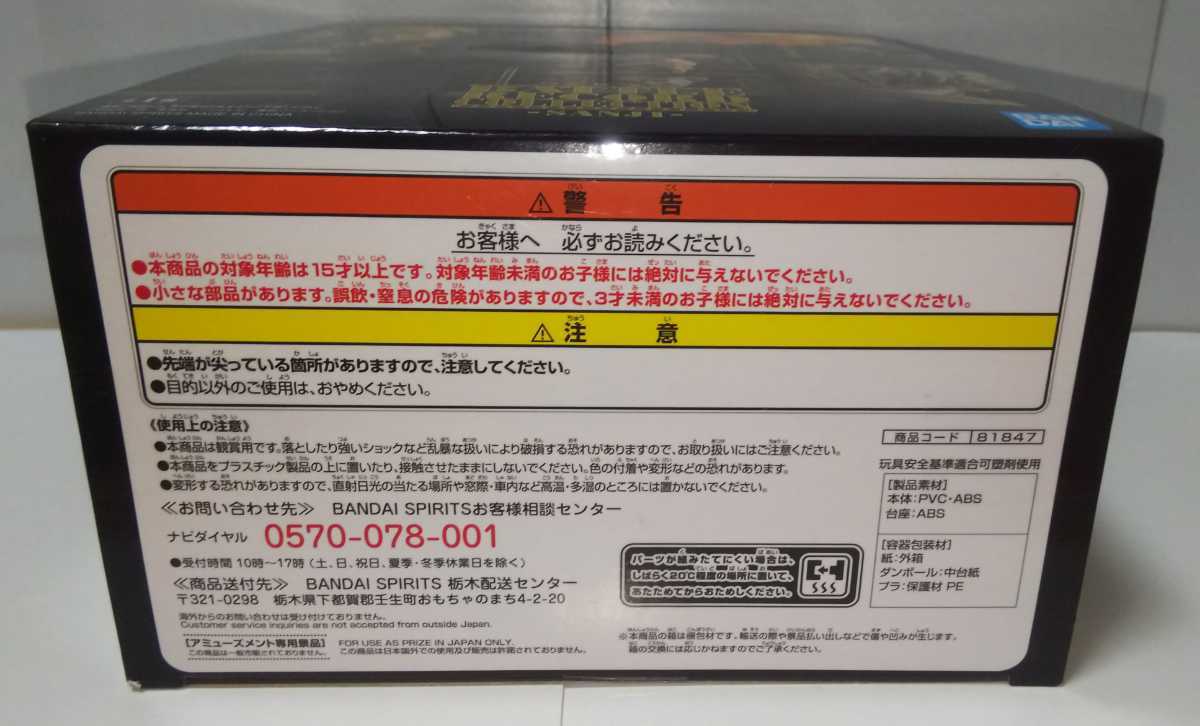 BANDAI
⚠警告
お客様へ 必ずお読みください。
●本商品の対象年齢は15才以上です。対象年齢未満のお子様には絶対に与えないでください。
●小さな部品があります。誤飲・窒息の危険がありますので、3才未満のお子様には絶対に与えないでください。
⚠注意
●先端が尖っている箇所がありますので、注意してください。
●目的以外のご使用は、おやめください。
《使用上の注意》
●本商品は観賞用です。落としたり強いショックなど乱暴な扱いにより破損する恐れがありますので、お取り扱いにはご注意ください。
●本商品をプラスチック製品の上に置いたり、接触させたままにしないでください。色の付着や変形などの恐れがあります。
●変形する恐れがありますので、直射日光の当たる場所や窓際・車内など高温・多湿のところには置かないでください。
≪お問い合わせ先≫ BANDAI SPIRITSお客様相談センター
ナビダイヤル 0570-078-001
●受付時間 10時〜17時(土、日、祝日、夏季・冬季休業日を除く)
≪商品送付先≫ BANDAI SPIRITS 栃木配送センター
〒321-0298 栃木県下都賀郡壬生町おもちゃのまち4-2-20
海外からのお問い合わせは受け付けておりません。
Customer service inquiries are not accepted from outside Japan.
[アミューズメント専用景品]
この商品は一般市販されておりません。
FOR USE AS PRIZE IN JAPAN ONLY.
この商品は日本国外での使用及び販売は許諾されておりません。
商品コード 81847
玩具安全基準適合可塑剤使用
[製品素材]
本体:PVC・ABS
台座:ABS
[容器包装材]
紙:外箱
ダンボール:中台紙
プラ:保護材 PE
パーツが組みたてにくい場合は、
しばらく20℃程度の場所に置いて、
あたためてからおためしください。
※本商品の箱は梱包材です。輸送の際や景品払い出しなどで傷や凹みが生じます。
箱の交換には応じかねますのでご了承ください。